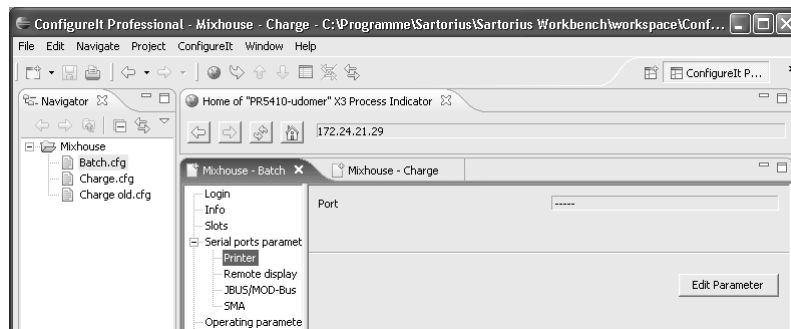 ConfigureIt Professional - Mixhouse - Charge - C:\Programme\Sartorius\Sartorius Workbench\workspace\Conf...
File Edit Navigate Project ConfigureIt Window Help
ConfigureIt P...
Navigator
Home of "PR5410-udomer" X3 Process Indicator
172.24.21.29
Mixhouse
Batch.cfg
Charge.cfg
Charge old.cfg
Mixhouse - Batch
Mixhouse - Charge
Login
Info
Slots
Serial ports paramet
Printer
Remote display
JBUS/MOD-Bus
SMA
Operating paramete
Port
-----
Edit Parameter